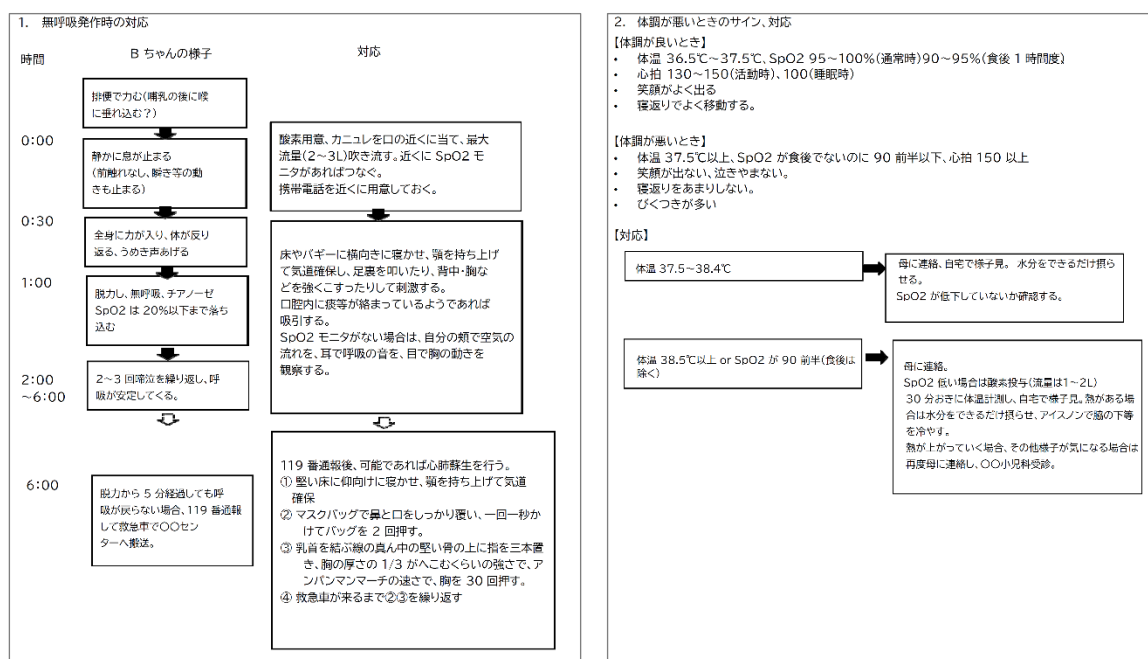 1. 無呼吸発作時の対応
時間
Bちゃんの様子
対応
排便で力む(哺乳の後に喉
に垂れ込む?)
0:00
静かに息が止まる
(前触れなし、瞬き等の動
きも止まる)
酸素用意、カニュレを口の近くに当て、最大
流量(2~3L)吹き流す。近くに SpO2 モ
ニタがあればつなぐ。
携帯電話を近くに用意しておく。
0:30
全身に力が入り、体が反り
返る、うめき声あげる
1:00
脱力し、無呼吸、チアノーゼ
SpO2 は 20%以下まで落ち
込む
床やバギーに横向きに寝かせ、顎を持ち上げ
て気道確保し、足裏を叩いたり、背中・胸な
どを強くこすったりして刺激する。
口腔内に痰等が絡まっているようであれば
吸引する。
SpO2 モニタがない場合は、自分の頬で空気の
流れを、耳で呼吸の音を、目で胸の動きを
観察する。
2:00
~6:00
2~3 回啼泣を繰り返し、呼
吸が安定してくる。
6:00
脱力から 5 分経過しても呼
吸が戻らない場合、119 番通報
して救急車で〇〇セン
ターへ搬送。
119 番通報後、可能であれば心肺蘇生を行う。
① 堅い床に仰向けに寝かせ、顎を持ち上げて気道
確保
② マスクバッグで鼻と口をしっかり覆い、一回一秒か
けてバッグを 2 回押す。
③ 乳首を結ぶ線の真ん中の堅い骨の上に指を三本置
き、胸の厚さの 1/3 がへこむくらいの強さで、ア
ンパンマンマーチの速さで、胸を 30 回押す。
④ 救急車が来るまで②③を繰り返す
2. 体調が悪いときのサイン、対応
【体調が良いとき】
・ 体温 36.5℃~37.5℃、SpO2 95~100%(通常時)90~95%(食後 1 時間度)
・ 心拍 130~150(活動時)、100(睡眠時)
・ 笑顔がよく出る
・ 寝返りでよく移動する。
【体調が悪いとき】
・ 体温 37.5℃以上、SpO2 が食後でないのに 90 前半以下、心拍 150 以上
・ 笑顔が出ない、泣きやまない。
・ 寝返りをあまりしない。
・ びくつきが多い
【対応】
体温 37.5~38.4℃
母に連絡、自宅で様子見。 水分をできるだけ摂ら
せる。
SpO2 が低下していないか確認する。
体温 38.5℃以上 or SpO2 が 90 前半(食後は
除く)
母に連絡。
SpO2 低い場合は酸素投与(流量は1~2L)
30 分おきに体温計測し、自宅で様子見。熱がある場
合は水分をできるだけ摂らせ、アイスノンで脇の下等
を冷やす。
熱が上がっていく場合、その他様子が気になる場合は
再度母に連絡し、〇〇小児科受診。